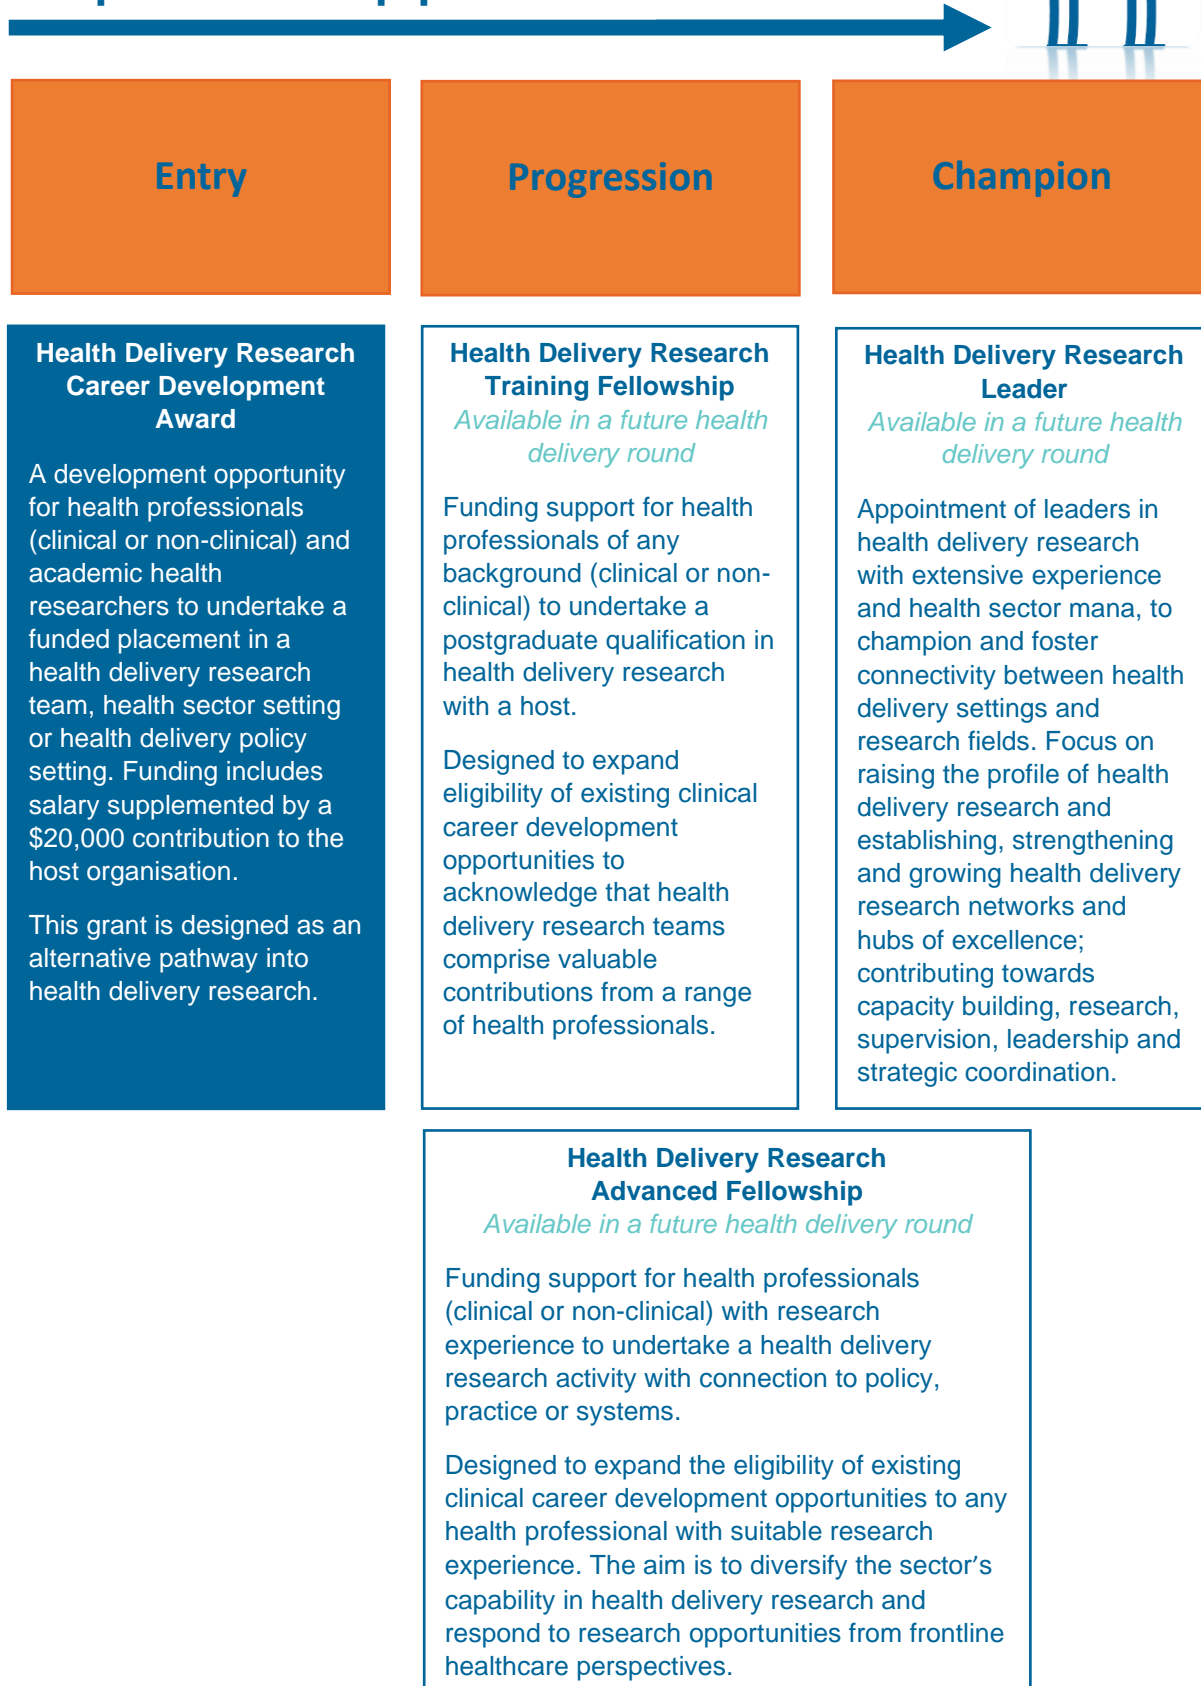 Entry
Progression
Champion
Health Delivery Research
Career Development
Award
A development opportunity
for health professionals
(clinical or non-clinical) and
academic health
researchers to undertake a
funded placement in a
health delivery research
team, health sector setting
or health delivery policy
setting. Funding includes
salary supplemented by a
$20,000 contribution to the
host organisation.
This grant is designed as an
alternative pathway into
health delivery research.
Health Delivery Research
Training Fellowship
Available in a future health
delivery round
Funding support for health
professionals of any
background (clinical or non-
clinical) to undertake a
postgraduate qualification in
health delivery research
with a host.
Designed to expand
eligibility of existing clinical
career development
opportunities to
acknowledge that health
delivery research teams
comprise valuable
contributions from a range
of health professionals.
Health Delivery Research
Leader
Available in a future health
delivery round
Appointment of leaders in
health delivery research
with extensive experience
and health sector mana, to
champion and foster
connectivity between health
delivery settings and
research fields. Focus on
raising the profile of health
delivery research and
establishing, strengthening
and growing health delivery
research networks and
hubs of excellence;
contributing towards
capacity building, research,
supervision, leadership and
strategic coordination.
Health Delivery Research
Advanced Fellowship
Available in a future health delivery round
Funding support for health professionals
(clinical or non-clinical) with research
experience to undertake a health delivery
research activity with connection to policy,
practice or systems.
Designed to expand the eligibility of existing
clinical career development opportunities to any
health professional with suitable research
experience. The aim is to diversify the sector’s
capability in health delivery research and
respond to research opportunities from frontline
healthcare perspectives.